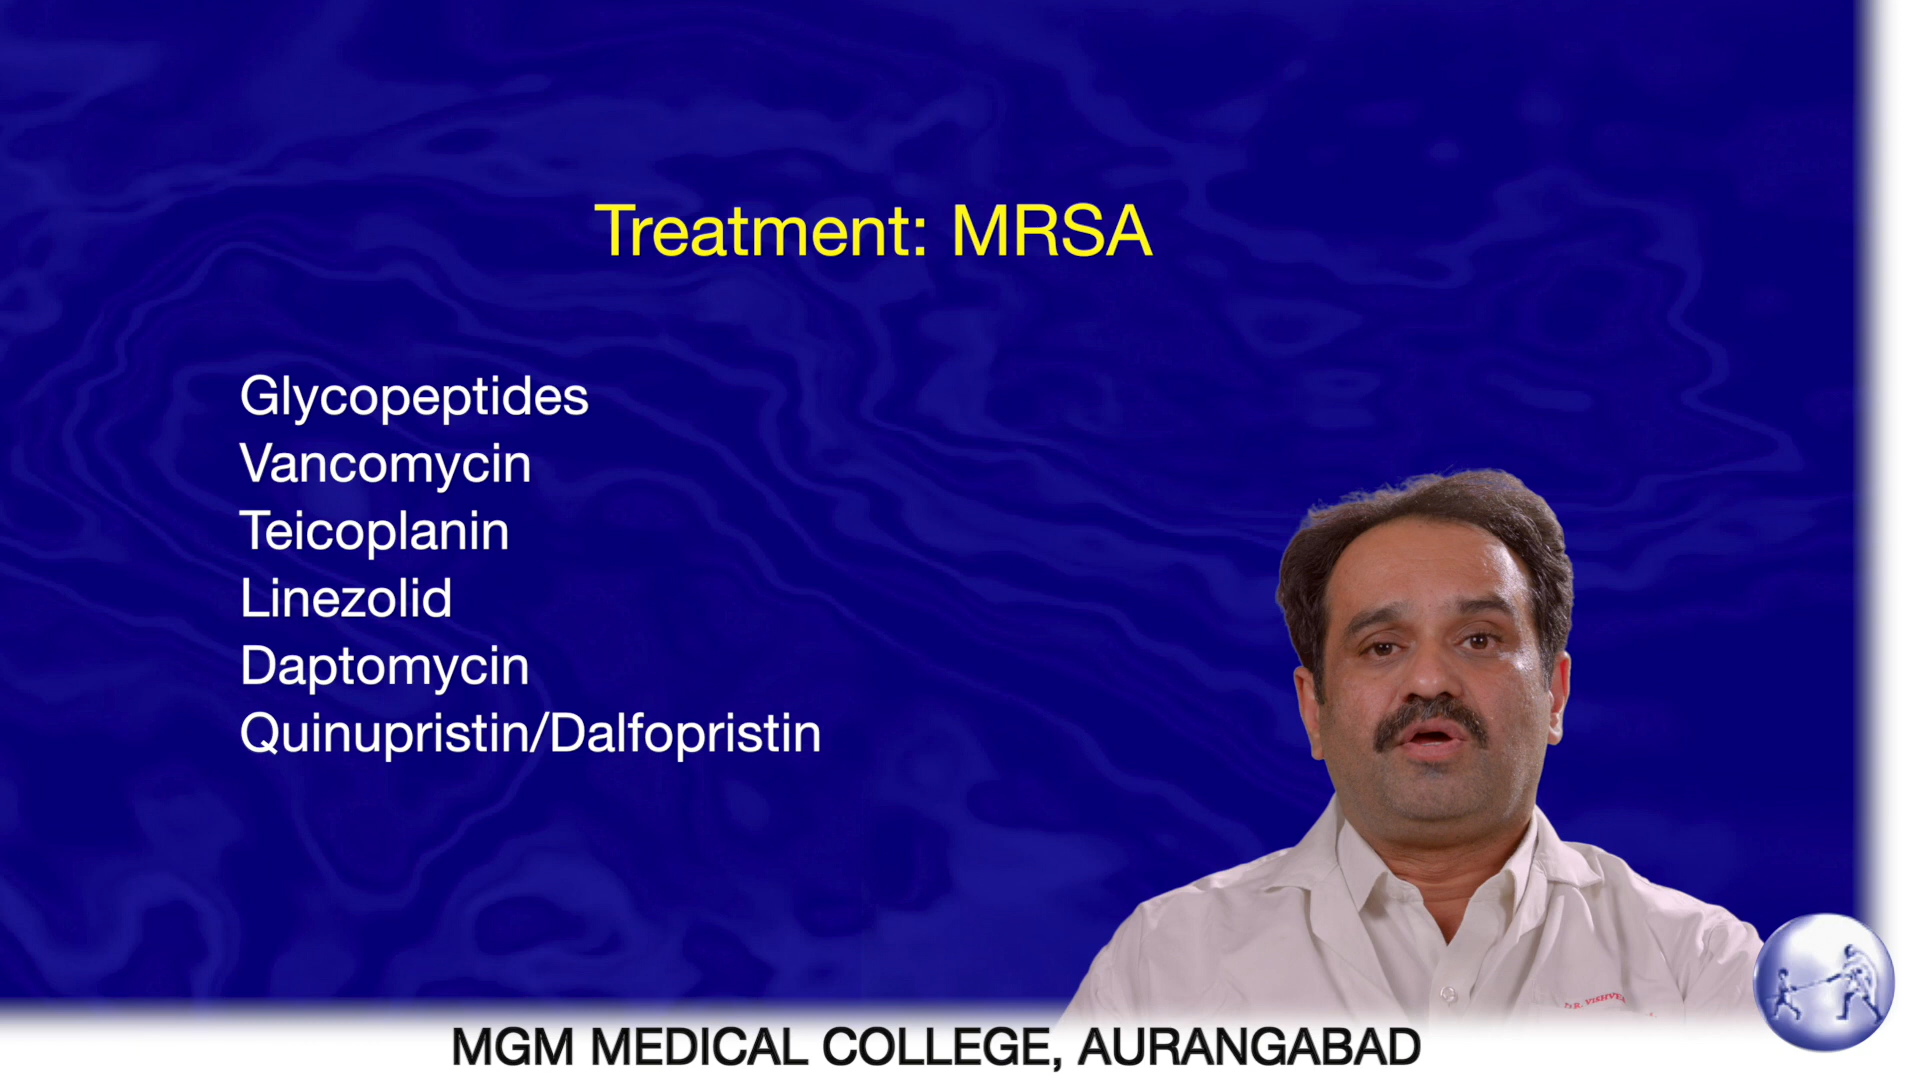 Treatment: MRSA
Glycopeptides
Vancomycin
Teicoplanin
Linezolid
Daptomycin
Quinupristin/Dalfopristin
MGM MEDICAL COLLEGE, AURANGABAD